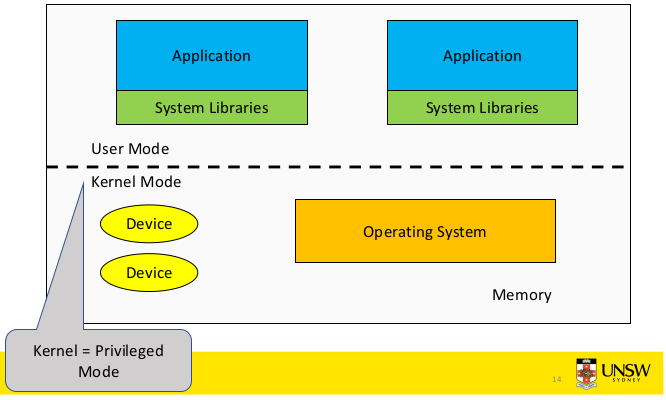 Application
Application
System Libraries
System Libraries
User Mode
Kernel Mode
Device
Operating System
Device
Memory
Kernel = Privileged
Mode
14
UNSW
SYDNEY